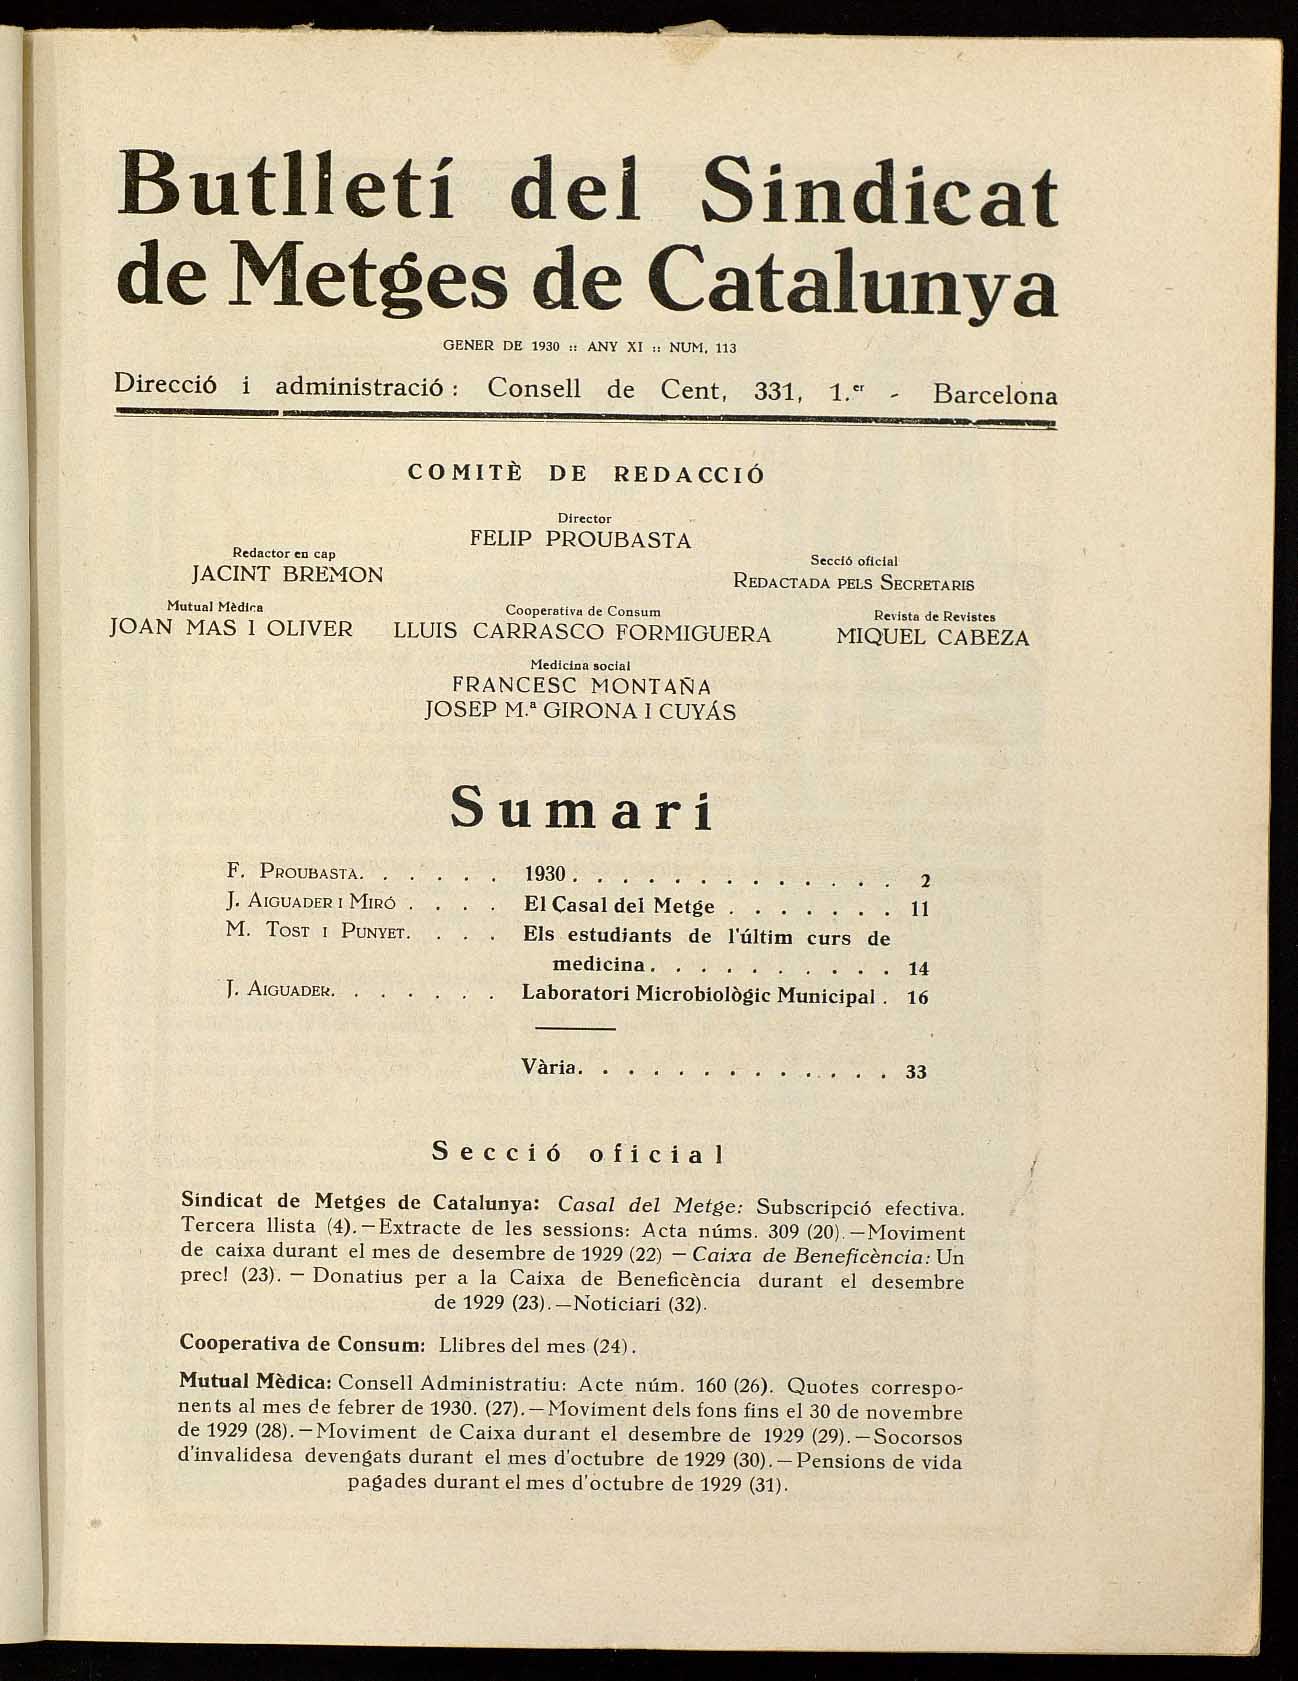 Butlletí del Sindicat
de Metges de Catalunya
GENER DE 1930 :: ANY XI :: NUM, 113
Direcció i administració : Consell de Cent, 331, 1.er - Barcelona
COMITÈ DE REDACCIÓ
Director
FELIP PROUBASTA
Redactor en cap
JACINT BREMON
Secció oficial
REDACTADA PELS SECRETARIS
Mutual Mèdica
JOAN MAS I OLIVER
Cooperativa de Consum
LLUIS CARRASCO FORMIGUERA
Revista de Revistes
MIQUEL CABEZA
Medicina social
FRANCESC MONTAÑA
JOSEP M.ª GIRONA I CUYÁS
Sumari
F. PROUBASTA. . . . . . . 1930 . . . . . . . . . . . . . 2
J. AIGUADER I MIRÓ . . . . El Casal del Metge . . . . . . . 11
M. TOST I PUNYET. . . . Els estudiants de l'últim curs de
medicina . . . . . . . . . . 14
J. AIGUADER. . . . . . . Laboratori Microbiològic Municipal . 16
Vària. . . . . . . . . . . . . 33
Secció oficial
Sindicat de Metges de Catalunya: Casal del Metge: Subscripció efectiva.
Tercera llista (4).—Extracte de les sessions: Acta núms. 309 (20).—Moviment
de caixa durant el mes de desembre de 1929 (22) — Caixa de Beneficència: Un
prec! (23). — Donatius per a la Caixa de Beneficència durant el desembre
de 1929 (23).—Noticiari (32).
Cooperativa de Consum: Llibres del mes (24).
Mutual Mèdica: Consell Administratiu: Acte núm. 160 (26). Quotes correspo-
nents al mes de febrer de 1930. (27).—Moviment dels fons fins el 30 de novembre
de 1929 (28).—Moviment de Caixa durant el desembre de 1929 (29).—Socorsos
d'invalidesa devengats durant el mes d'octubre de 1929 (30).—Pensions de vida
pagades durant el mes d'octubre de 1929 (31).